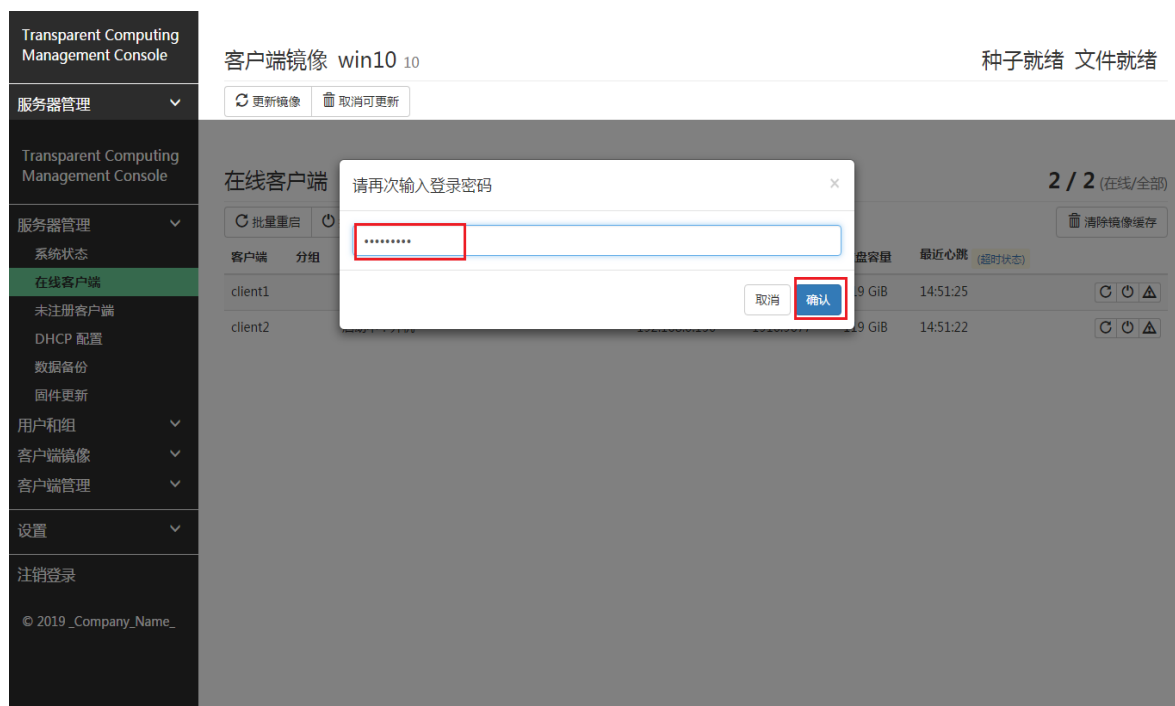 Transparent Computing
Management Console
客户端镜像 win10 10
种子就绪 文件就绪
服务器管理
更新镜像
取消可更新
Transparent Computing
Management Console
在线客户端
请再次输入登录密码
×
2 / 2 (在线/全部)
服务器管理
批量重启
清除镜像缓存
•••••••••
系统状态
客户端 分组
盘容量 最近心跳 (超时状态)
在线客户端
client1
取消
确认
.9 GiB 14:51:25
未注册客户端
client2
.9 GiB 14:51:22
DHCP 配置
数据备份
固件更新
用户和组
客户端镜像
客户端管理
设置
注销登录
© 2019 _Company_Name_